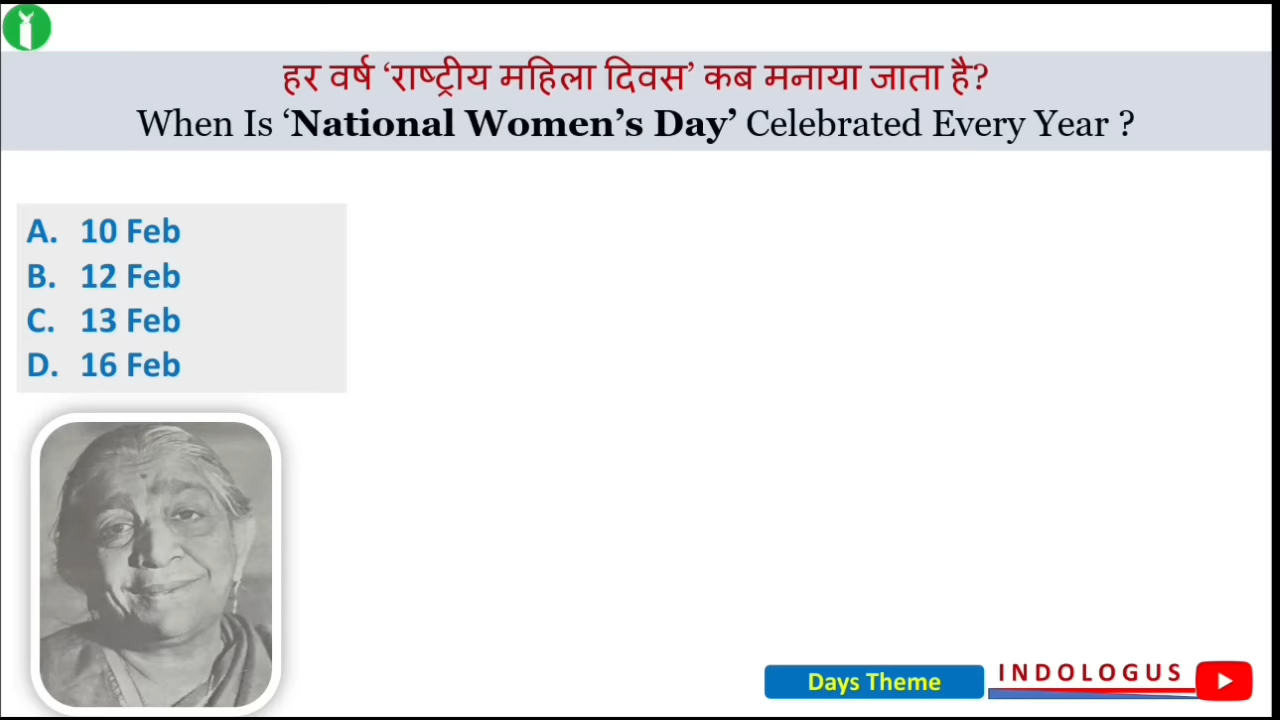 हर वर्ष ‘राष्ट्रीय महिला दिवस’ कब मनाया जाता है?
When Is ‘National Women’s Day’ Celebrated Every Year ?
A. 10 Feb
B. 12 Feb
C. 13 Feb
D. 16 Feb
Days Theme
INDOLOGUS